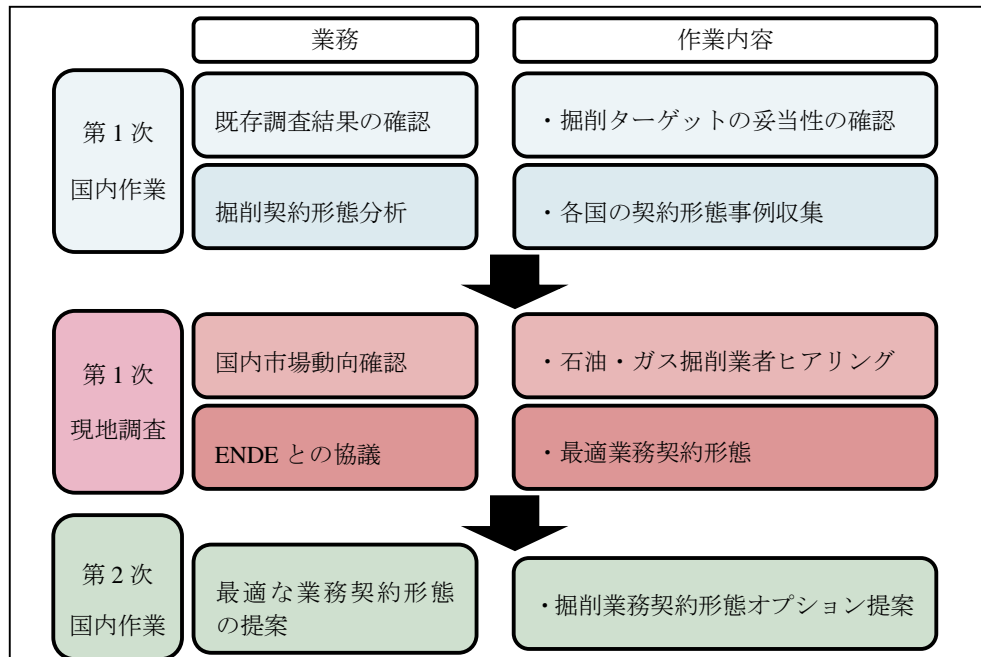 業務
作業内容
第1次
国内作業
既存調査結果の確認
・掘削ターゲットの妥当性の確認
掘削契約形態分析
・各国の契約形態事例収集
第1次
現地調査
国内市場動向確認
・石油・ガス掘削業者ヒアリング
ENDE との協議
・最適業務契約形態
第2次
国内作業
最適な業務契約形態
の提案
・掘削業務契約形態オプション提案